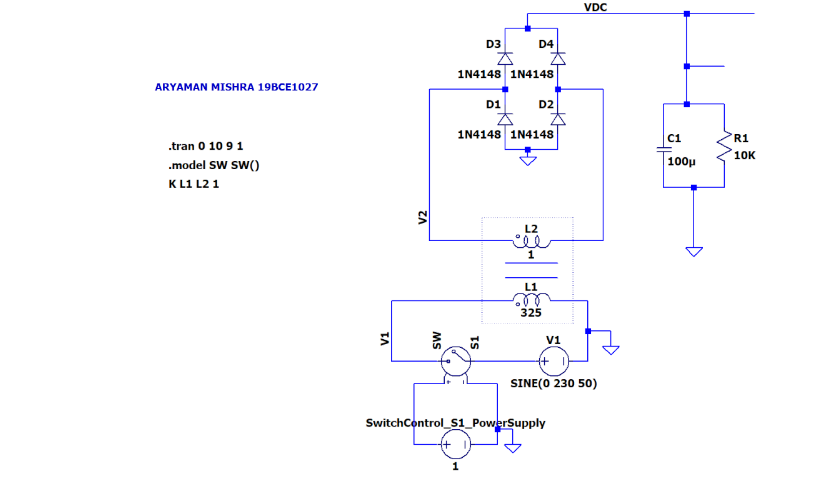 VDC
D3
D4
1N4148
1N4148
ARYAMAN MISHRA 19BCE1027
D1
D2
1N4148
1N4148
C1
100µ
R1
10K
.tran 0 10 9 1
.model SW SW()
K L1 L2 1
V2
L2
1
L1
325
V1
SW
S1
V1
SINE(0 230 50)
SwitchControl_S1_PowerSupply
1